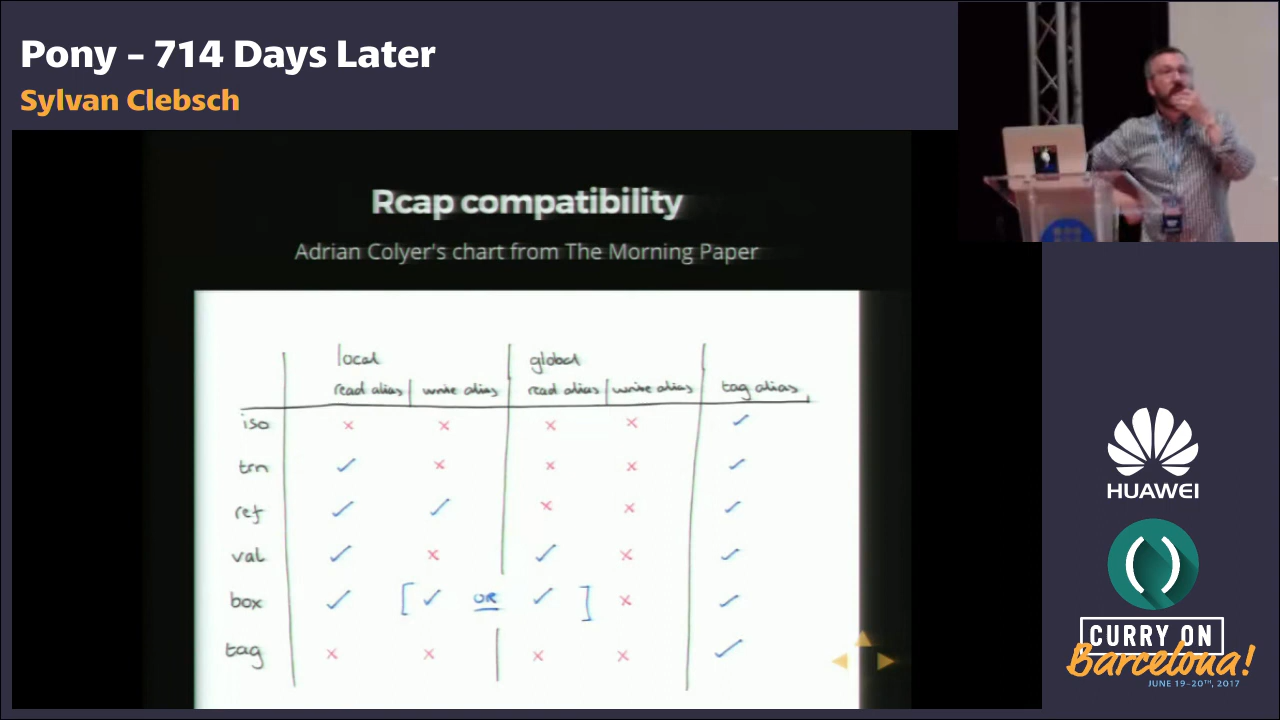 Pony – 714 Days Later
Sylvan Clebsch
Rcap compatibility
Adrian Colyer's chart from The Morning Paper
local global
read alias write alias read alias write alias tag alias
iso × × × × ✓
trn ✓ × × × ✓
ref ✓ ✓ × × ✓
val ✓ × ✓ × ✓
box ✓ [ ✓ OR ✓ ] × ✓
tag × × × × ✓
HUAWEI
CURRY ON
Barcelona!
JUNE 19-20TH, 2017